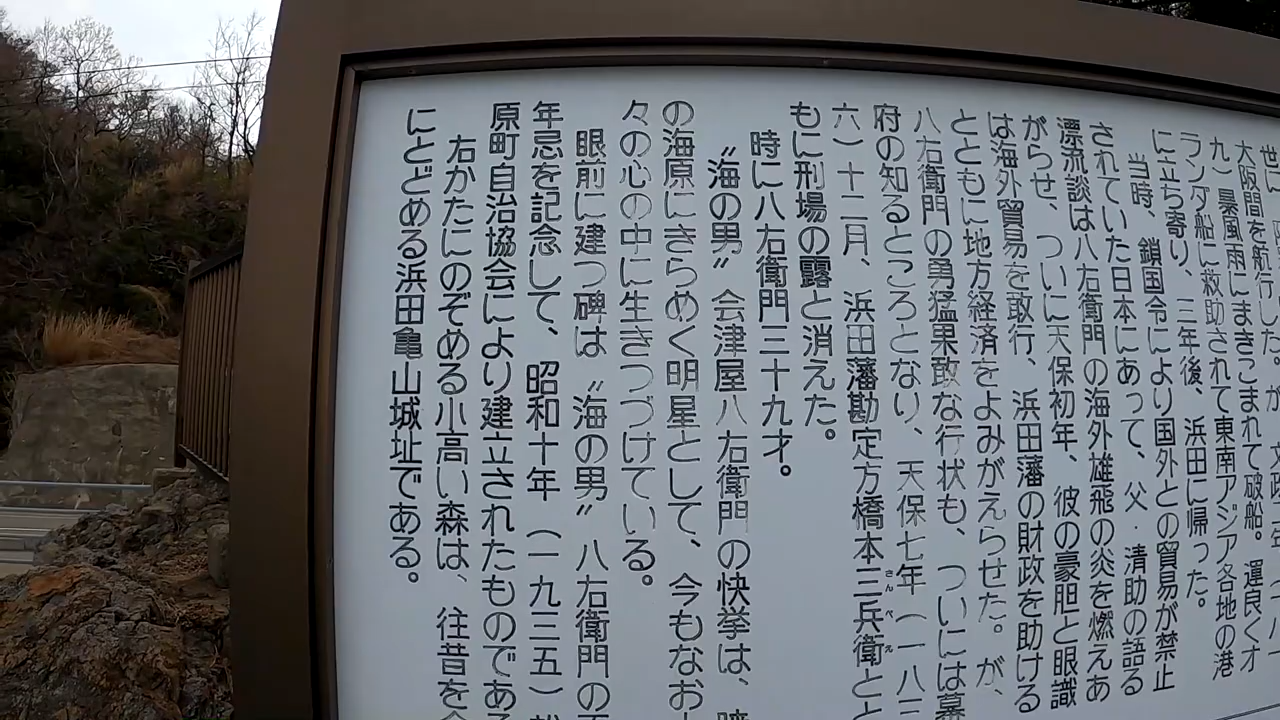 大阪間を航行した
九）暴風雨にまきこまれて破船。運良くオ
ランダ船に救助されて東南アジア各地の港
に立ち寄り、三年後、浜田に帰った。
当時、鎖国令により国外との貿易が禁止
されていた日本にあって、父・清助の語る
漂流談は八右衛門の海外雄飛の炎を燃えあ
がらせ、ついに天保初年、彼の豪胆と眼識
は海外貿易を敢行、浜田藩の財政を助ける
とともに地方経済をよみがえらせた。が、
八右衛門の勇猛果敢な行状も、ついには幕
府の知るところとなり、天保七年（一八三
六）十二月、浜田藩勘定方橋本三兵衛とと
さんべえ
もに刑場の露と消えた。
時に八右衛門三十九才。
〝海の男〟会津屋八右衛門の快挙は、
の海原にきらめく明星として、今もなお
々の心の中に生きつづけている。
眼前に建つ碑は〝海の男〟八右衛門の
年忌を記念して、昭和十年（一九三五）
原町自治協会により建立されたものである
右かたにのぞめる小高い森は、往昔を
にとどめる浜田亀山城址である。